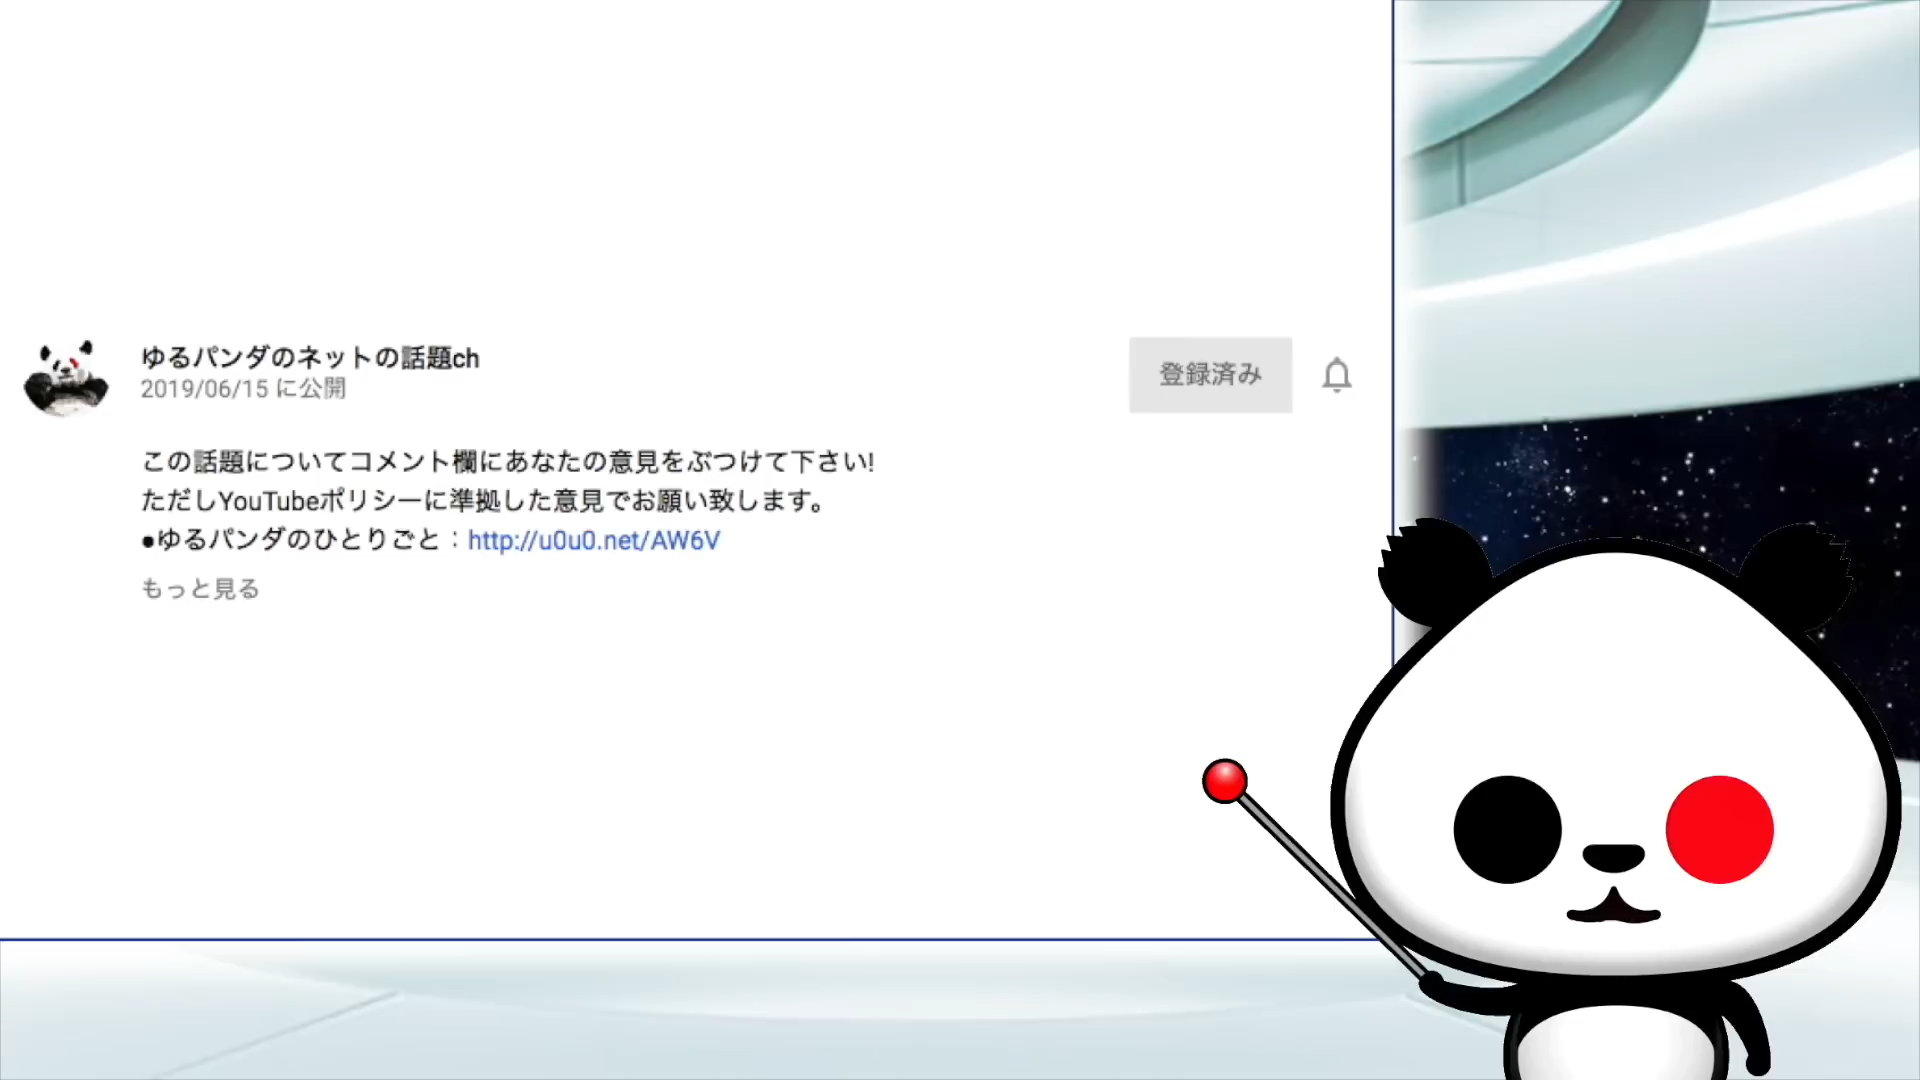 ゆるパンダのネットの話題ch
2019/06/15 に公開
登録済み
この話題についてコメント欄にあなたの意見をぶつけて下さい!
ただしYouTubeポリシーに準拠した意見でお願い致します。
●ゆるパンダのひとりごと：http://u0u0.net/AW6V
もっと見る